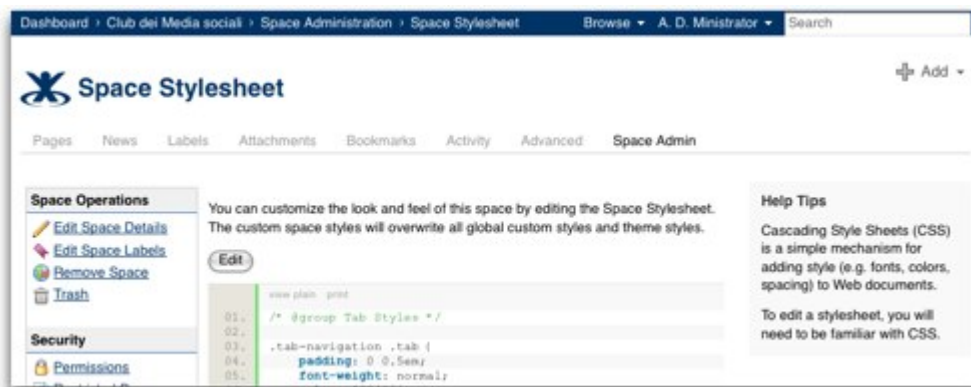 Dashboard › Club dei Media sociali › Space Administration › Space Stylesheet Browse A. D. Ministrator Search
Add
Space Stylesheet
Pages News Labels Attachments Bookmarks Activity Advanced Space Admin
Space Operations
Edit Space Details
Edit Space Labels
Remove Space
Trash
Security
Permissions
You can customize the look and feel of this space by editing the Space Stylesheet.
The custom space styles will overwrite all global custom styles and theme styles.
Edit
view plain print
01. /* @group Tab Styles */
02.
03. .tab-navigation .tab {
04. padding: 0 0.5em;
05. font-weight: normal;
Help Tips
Cascading Style Sheets (CSS)
is a simple mechanism for
adding style (e.g. fonts, colors,
spacing) to Web documents.
To edit a stylesheet, you will
need to be familiar with CSS.